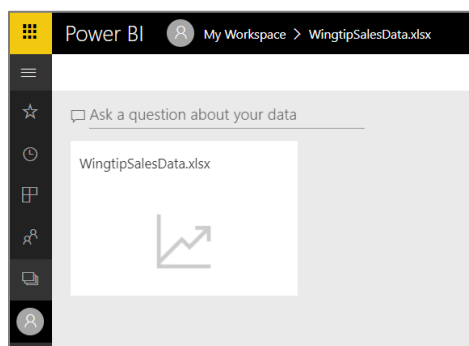 Power BI My Workspace > WingtipSalesData.xlsx
Ask a question about your data
WingtipSalesData.xlsx